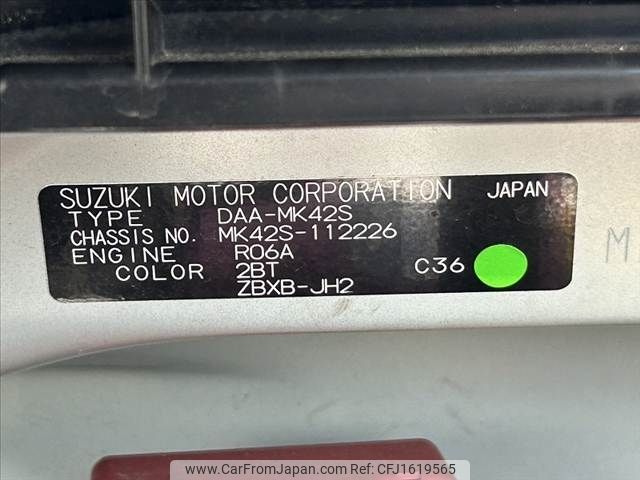 SUZUKI MOTOR CORPORATION JAPAN
TYPE DAA-MK42S
CHASSIS NO. MK42S-112226
ENGINE R06A
COLOR 2BT C36
ZBXB-JH2
M
www.CarFromJapan.com - CFJ1619565